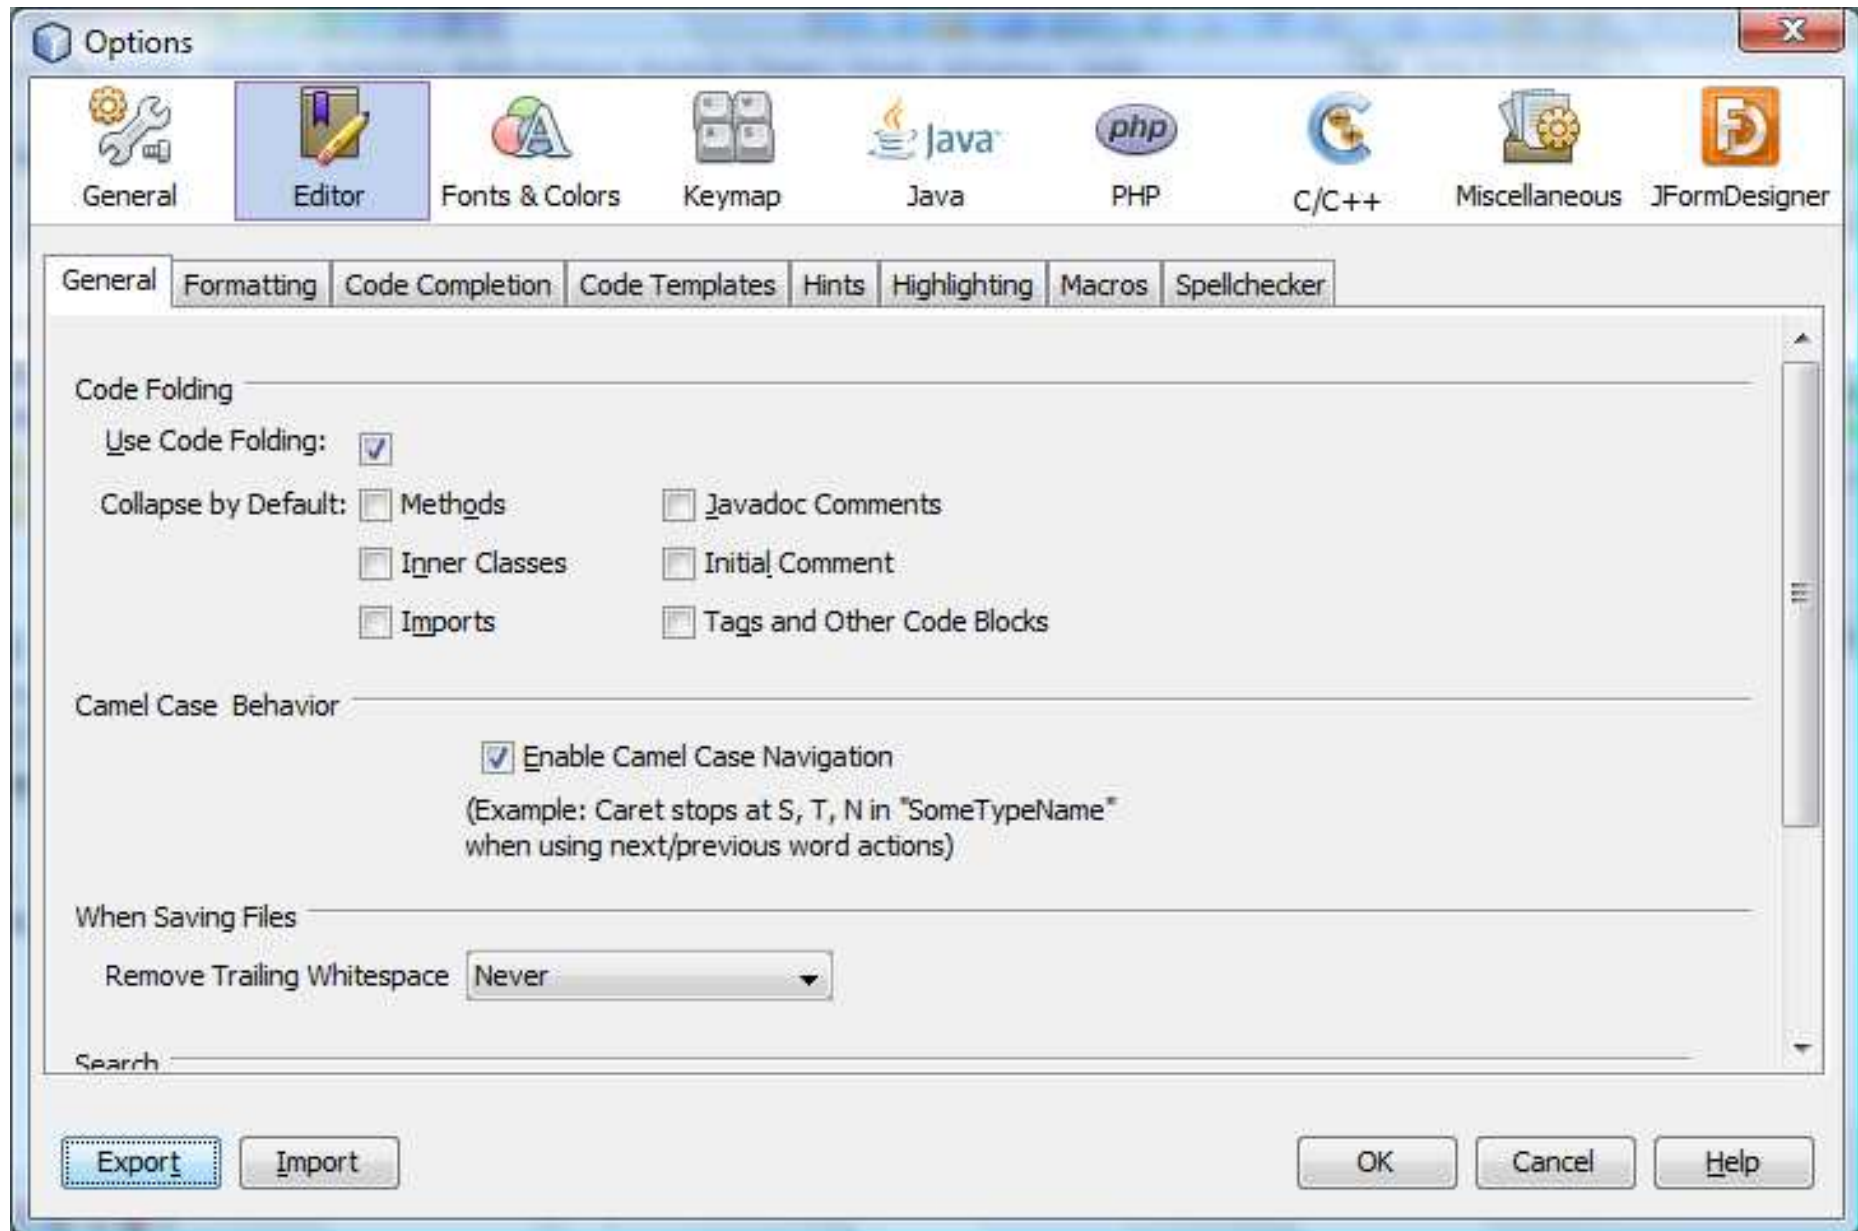 Options
General Editor Fonts & Colors Keymap Java PHP C/C++ Miscellaneous JFormDesigner
php Java
General Formatting Code Completion Code Templates Hints Highlighting Macros Spellchecker
Code Folding
Use Code Folding:
Collapse by Default: Methods Javadoc Comments
Inner Classes Initial Comment
Imports Tags and Other Code Blocks
Camel Case Behavior
Enable Camel Case Navigation
(Example: Caret stops at S, T, N in "SomeTypeName"
when using next/previous word actions)
When Saving Files
Remove Trailing Whitespace Never
Search
Export Import OK Cancel Help